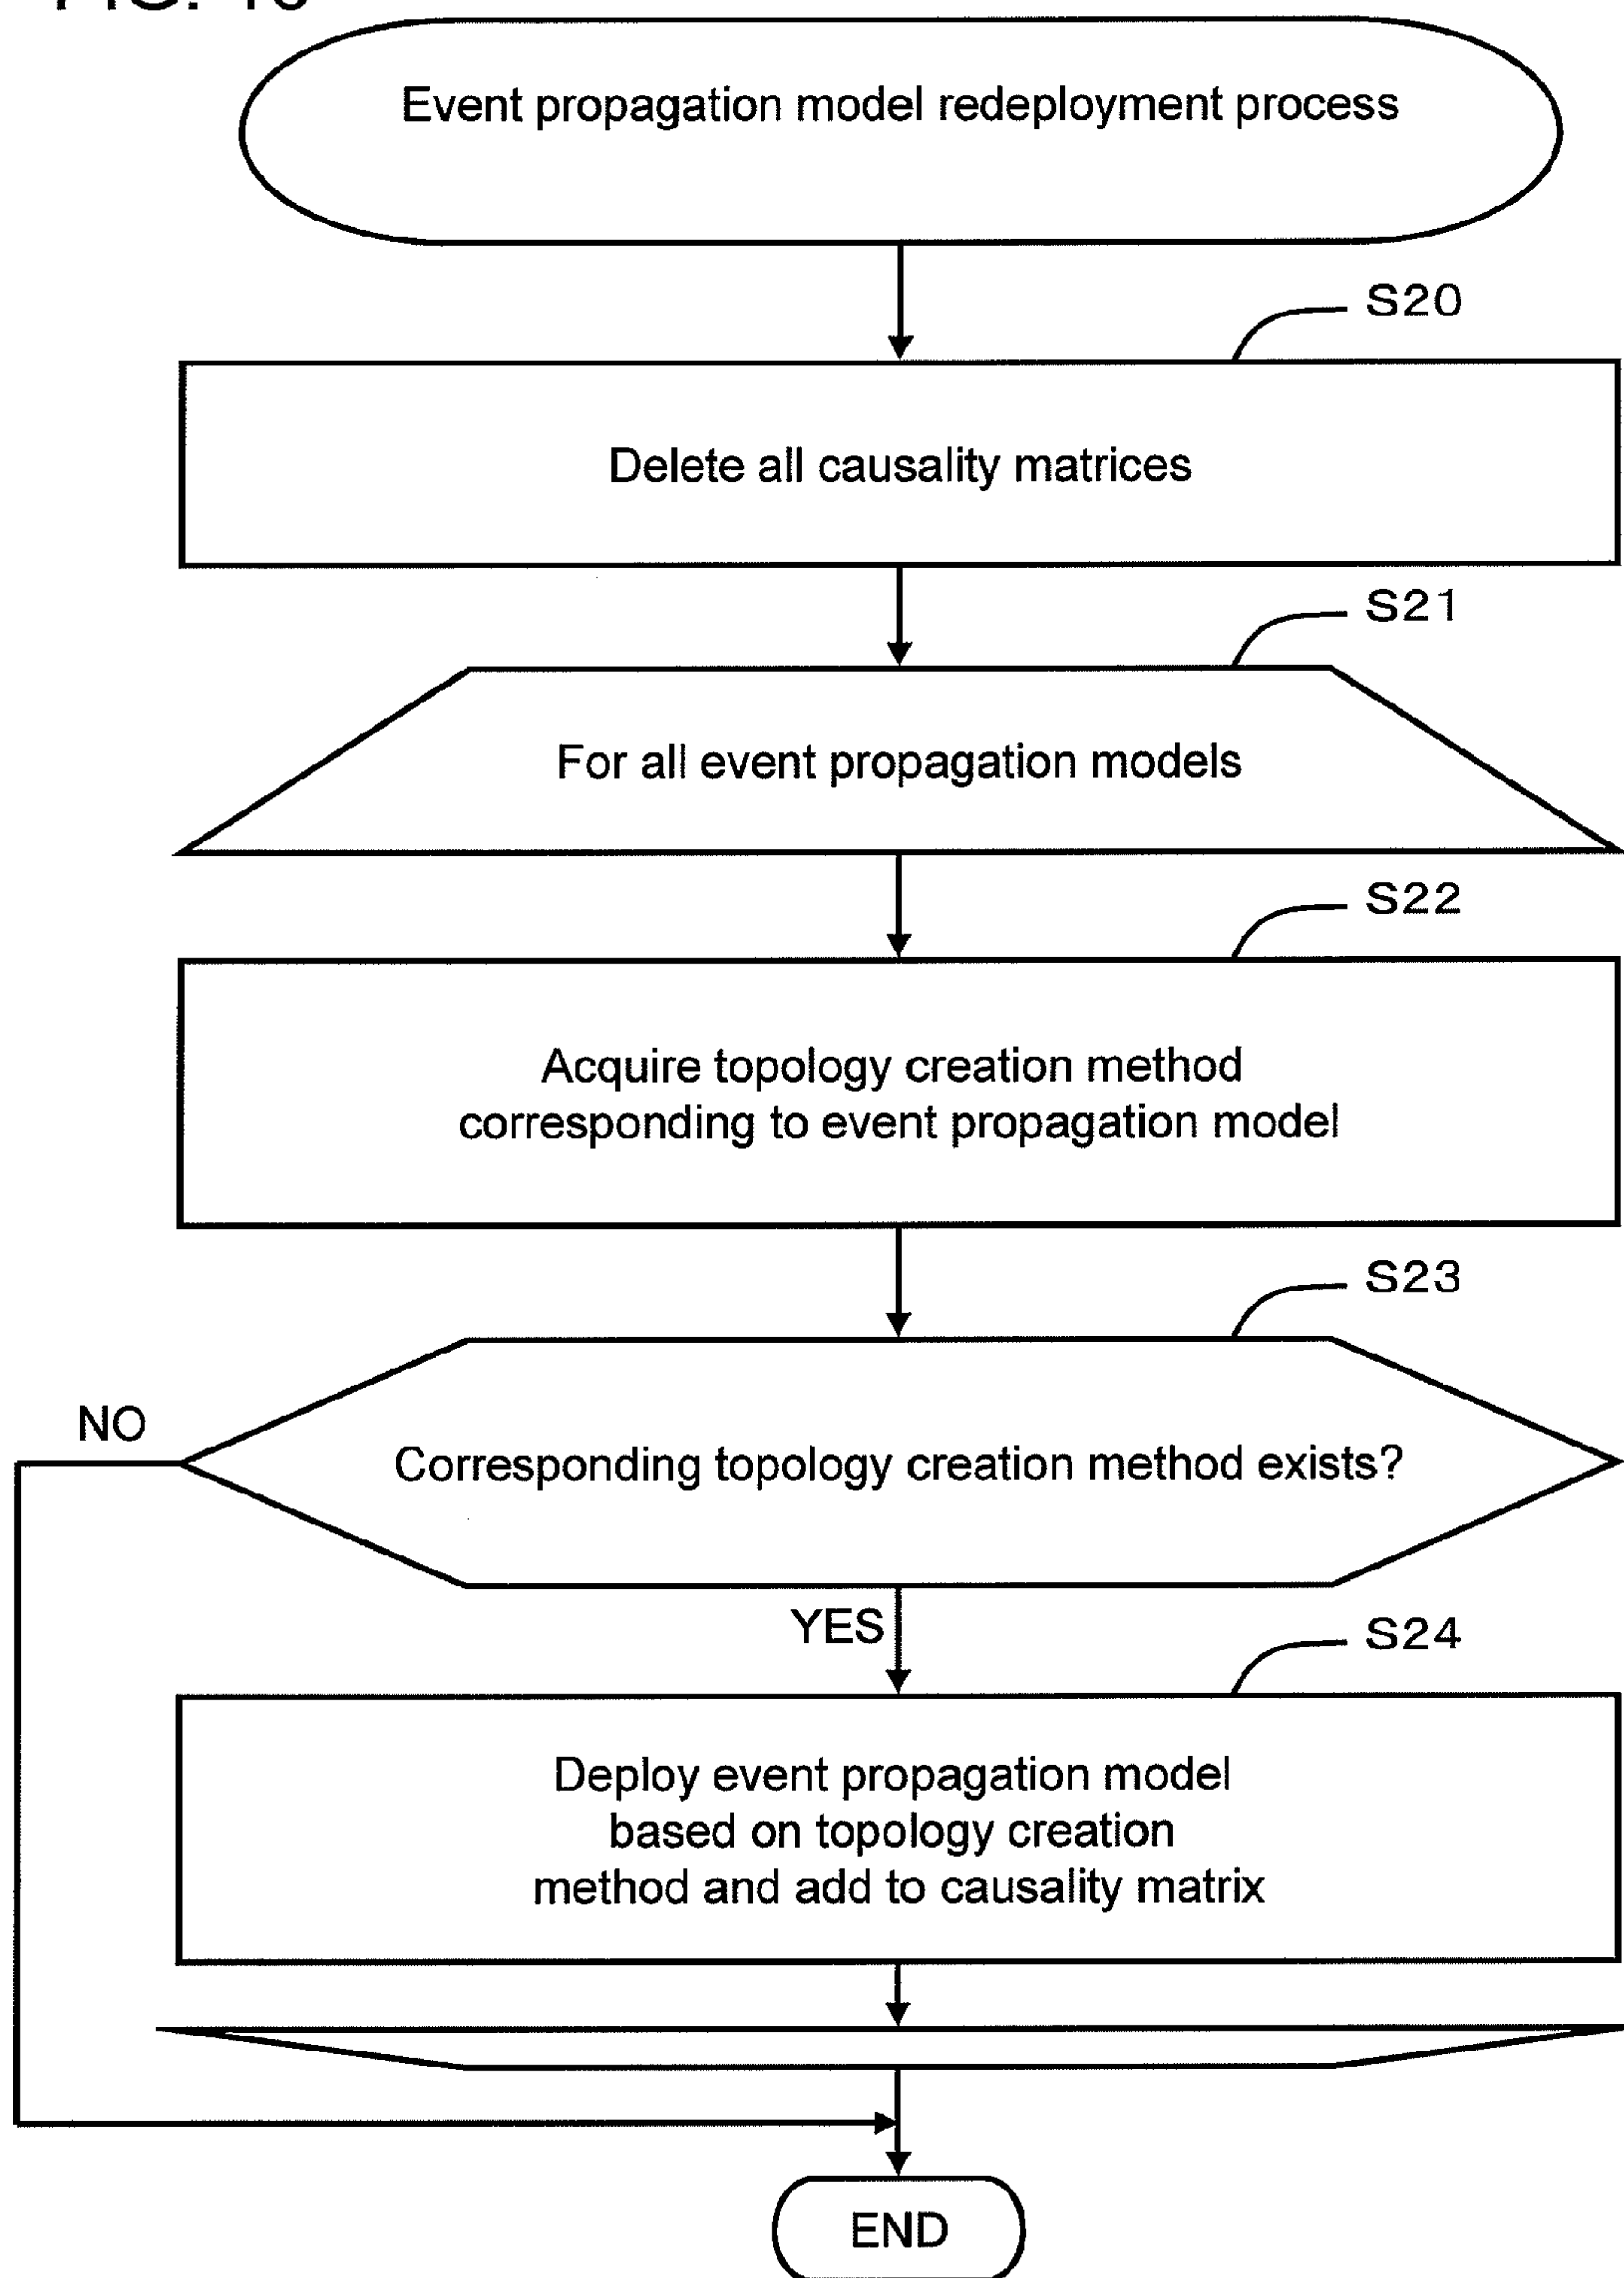 Event propagation model redeployment process
S20
Delete all causality matrices
S21
For all event propagation models
S22
Acquire topology creation method
corresponding to event propagation model
S23
NO
Corresponding topology creation method exists?
YES
S24
Deploy event propagation model
based on topology creation
method and add to causality matrix
END